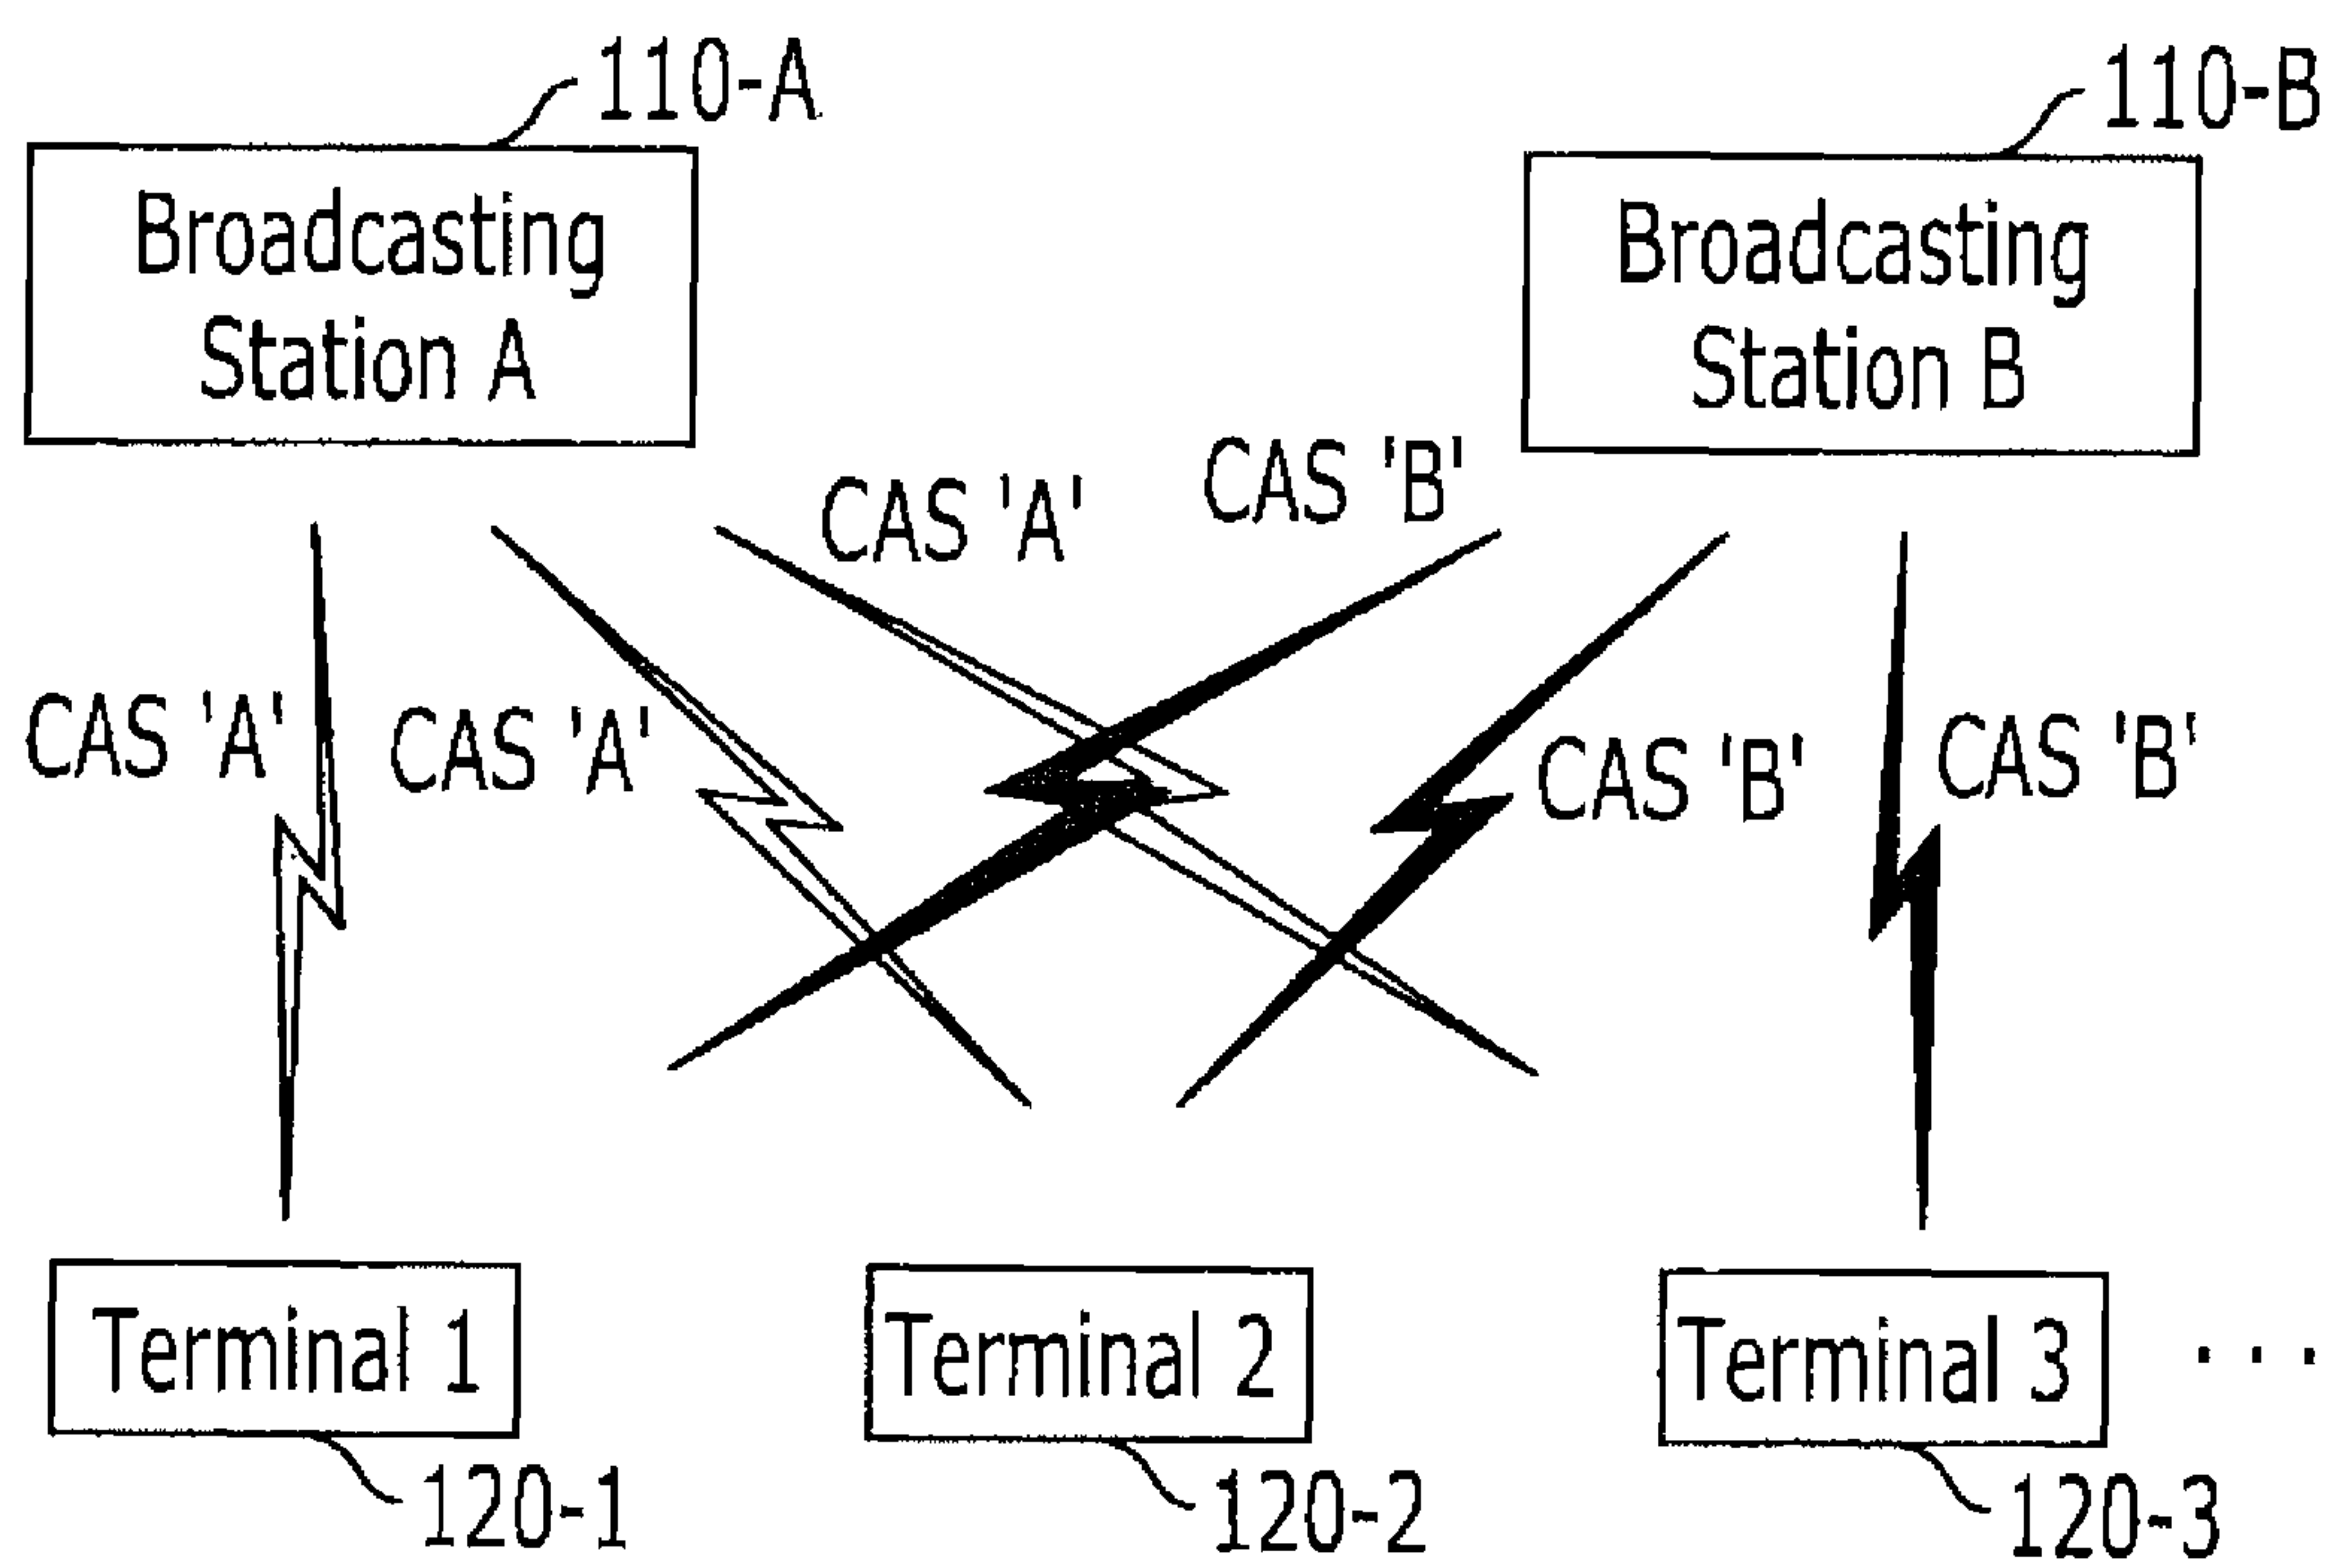 110-A
110-B
Broadcasting
Station A
Broadcasting
Station B
CAS 'A'
CAS 'B'
CAS 'A'
CAS 'A'
CAS 'B'
CAS 'B'
Terminal 1
Terminal 2
Terminal 3
...
120-1
120-2
120-3